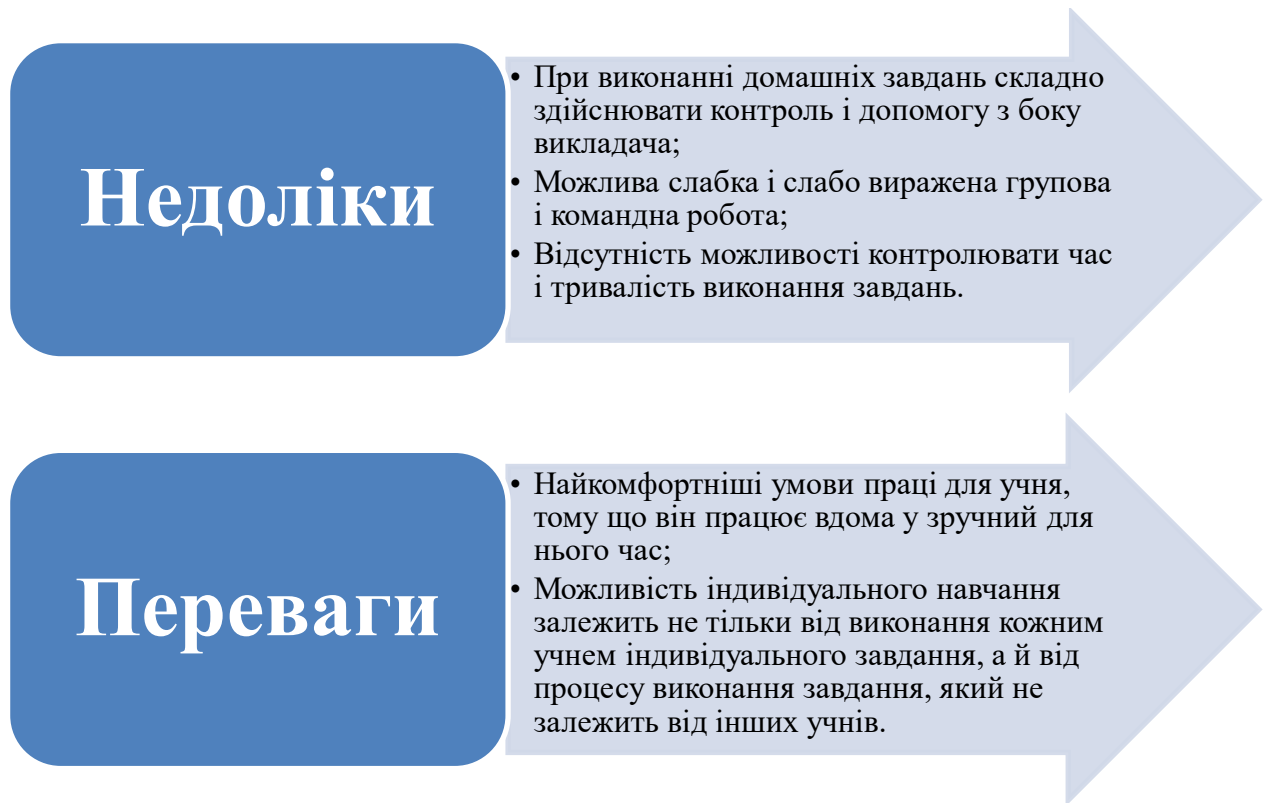 Недоліки
• При виконанні домашніх завдань складно
здійснювати контроль і допомогу з боку
викладача;
• Можлива слабка і слабо виражена групова
і командна робота;
• Відсутність можливості контролювати час
і тривалість виконання завдань.
Переваги
• Найкомфортніші умови праці для учня,
тому що він працює вдома у зручний для
нього час;
• Можливість індивідуального навчання
залежить не тільки від виконання кожним
учнем індивідуального завдання, а й від
процесу виконання завдання, який не
залежить від інших учнів.